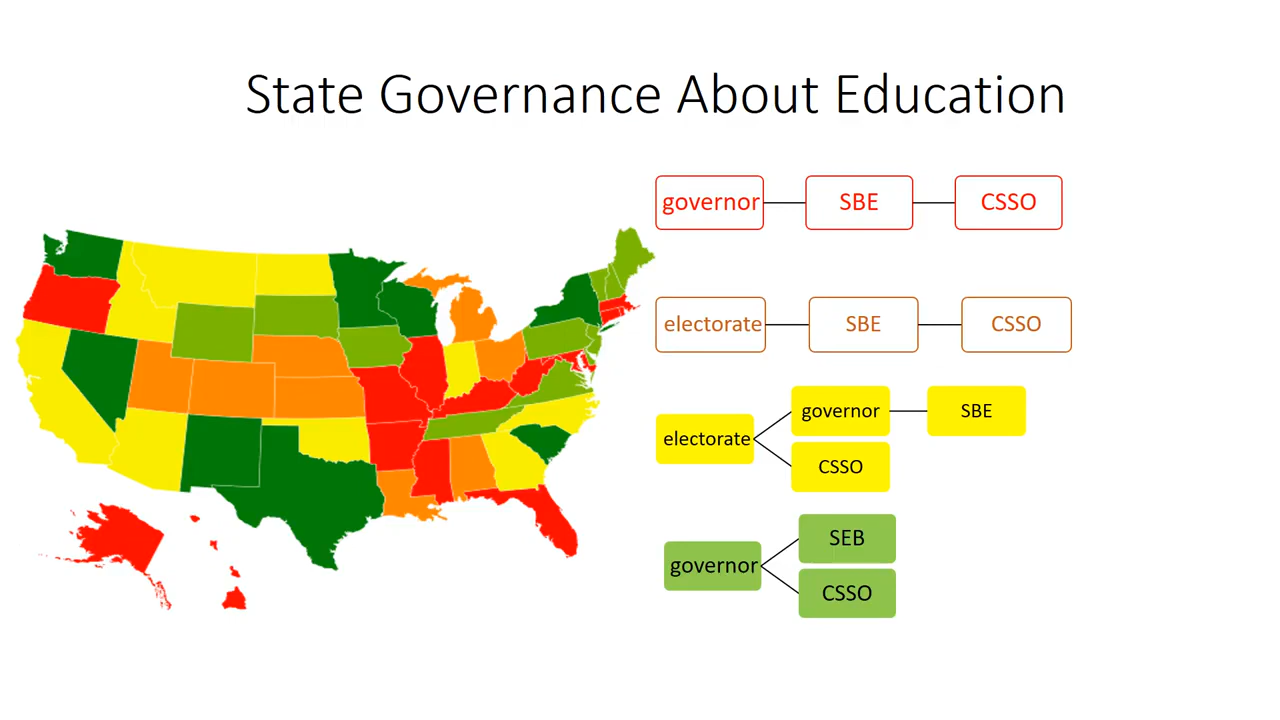 State Governance About Education
governor SBE CSSO
electorate SBE CSSO
governor SBE
electorate
CSSO
SEB
governor
CSSO